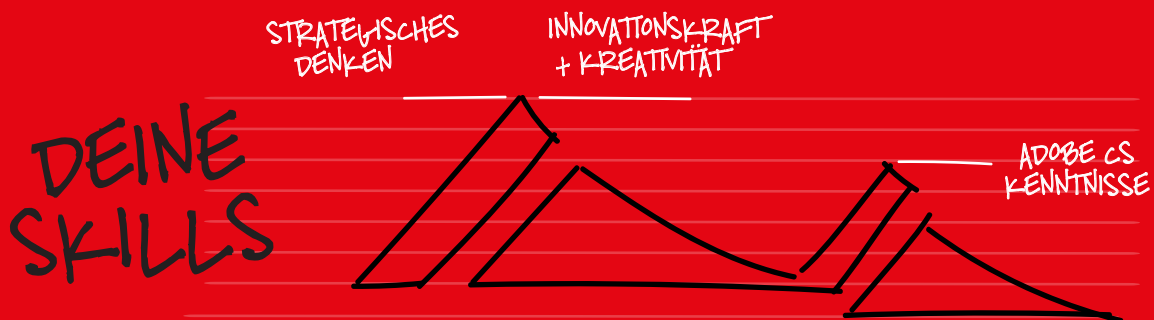 STRATEGISCHES
DENKEN
INNOVATIONSKRAFT
+ KREATIVITÄT
DEINE
SKILLS
ADOBE CS
KENNTNISSE